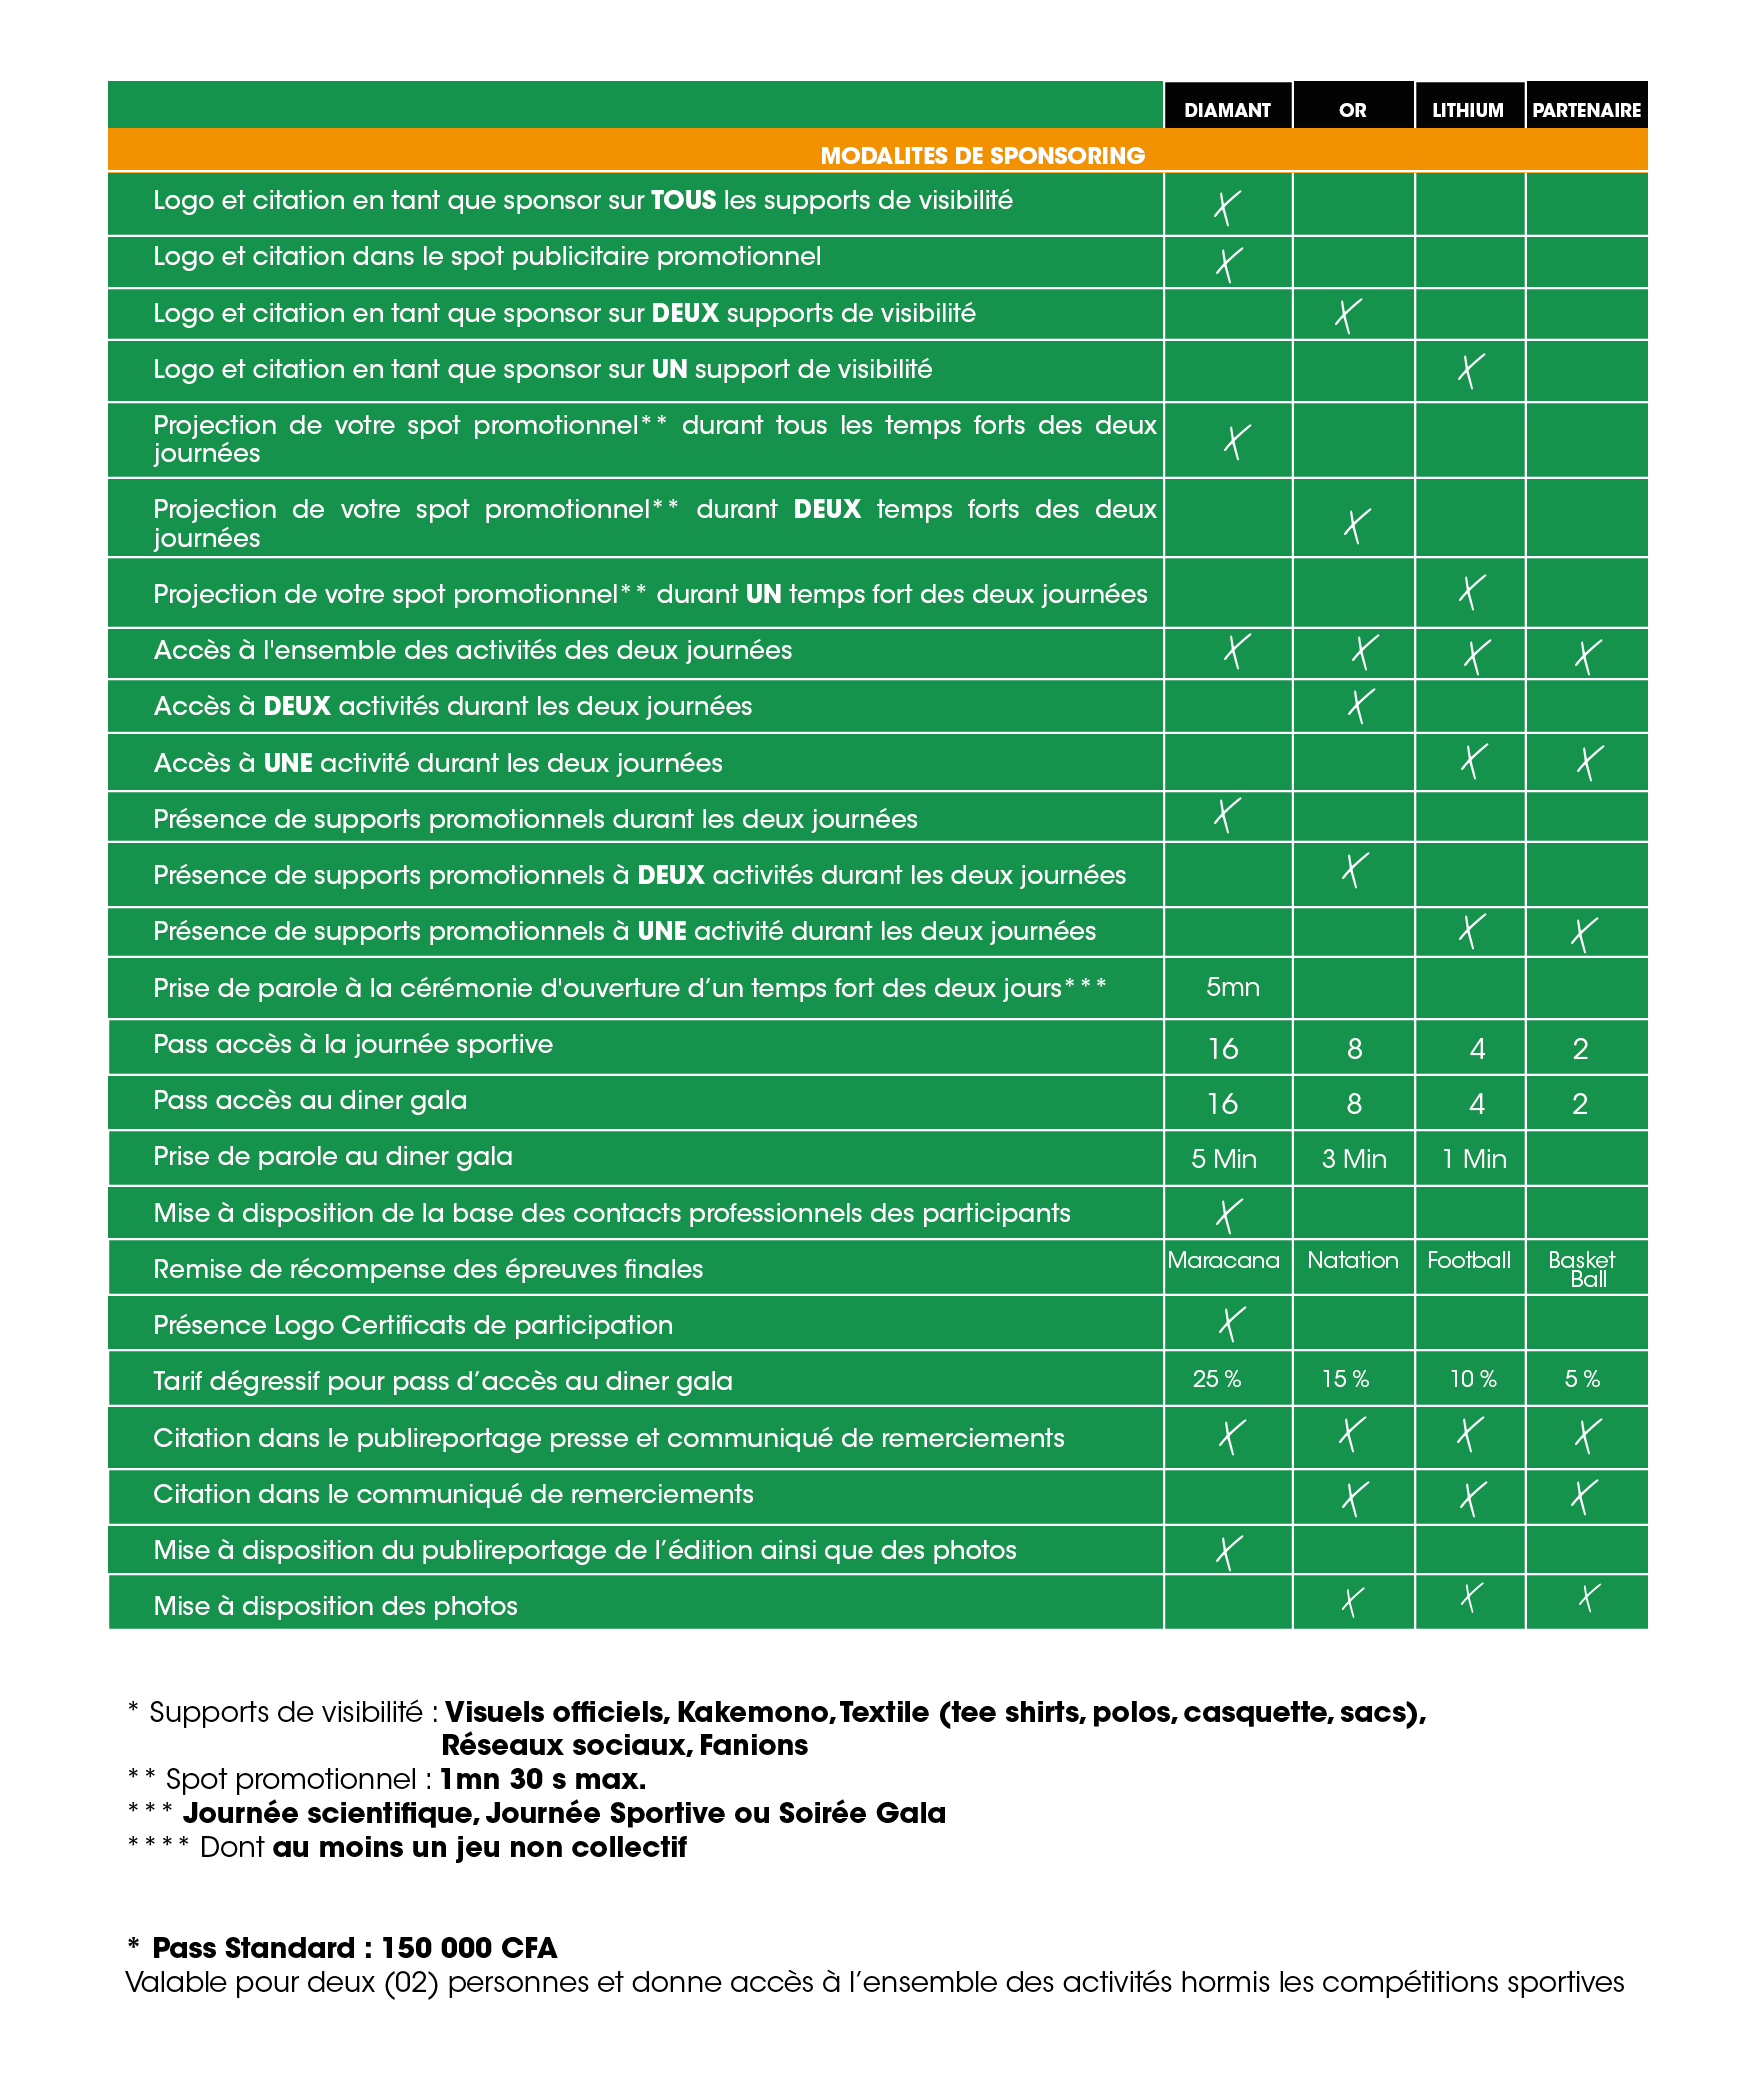 DIAMANT OR LITHIUM PARTENAIRE
MODALITES DE SPONSORING
Logo et citation en tant que sponsor sur TOUS les supports de visibilité X
Logo et citation dans le spot publicitaire promotionnel X
Logo et citation en tant que sponsor sur DEUX supports de visibilité X
Logo et citation en tant que sponsor sur UN support de visibilité X
Projection de votre spot promotionnel** durant tous les temps forts des deux
journées X
Projection de votre spot promotionnel** durant DEUX temps forts des deux
journées X
Projection de votre spot promotionnel** durant UN temps fort des deux journées X
Accès à l'ensemble des activités des deux journées X X X X
Accès à DEUX activités durant les deux journées X
Accès à UNE activité durant les deux journées X X
Présence de supports promotionnels durant les deux journées X
Présence de supports promotionnels à DEUX activités durant les deux journées X
Présence de supports promotionnels à UNE activité durant les deux journées X X
Prise de parole à la cérémonie d'ouverture d’un temps fort des deux jours*** 5mn
Pass accès à la journée sportive 16 8 4 2
Pass accès au diner gala 16 8 4 2
Prise de parole au diner gala 5 Min 3 Min 1 Min
Mise à disposition de la base des contacts professionnels des participants X
Remise de récompense des épreuves finales Maracana Natation Football Basket
Ball
Présence Logo Certificats de participation X
Tarif dégressif pour pass d’accès au diner gala 25 % 15 % 10 % 5 %
Citation dans le publireportage presse et communiqué de remerciements X X X X
Citation dans le communiqué de remerciements X X X
Mise à disposition du publireportage de l’édition ainsi que des photos X
Mise à disposition des photos X X X
* Supports de visibilité : Visuels officiels, Kakemono, Textile (tee shirts, polos, casquette, sacs),
Réseaux sociaux, Fanions
** Spot promotionnel : 1mn 30 s max.
*** Journée scientifique, Journée Sportive ou Soirée Gala
**** Dont au moins un jeu non collectif
* Pass Standard : 150 000 CFA
Valable pour deux (02) personnes et donne accès à l’ensemble des activités hormis les compétitions sportives